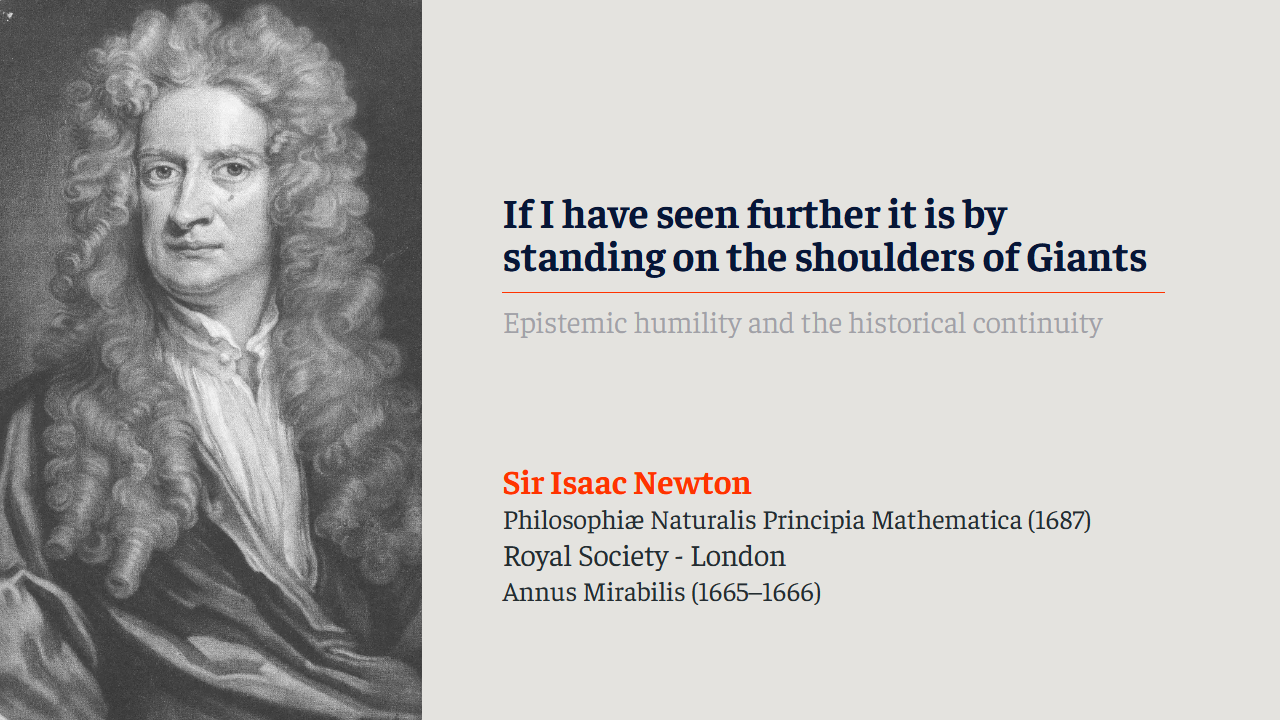 If I have seen further it is by
standing on the shoulders of Giants
Epistemic humility and the historical continuity
Sir Isaac Newton
Philosophiæ Naturalis Principia Mathematica (1687)
Royal Society - London
Annus Mirabilis (1665–1666)